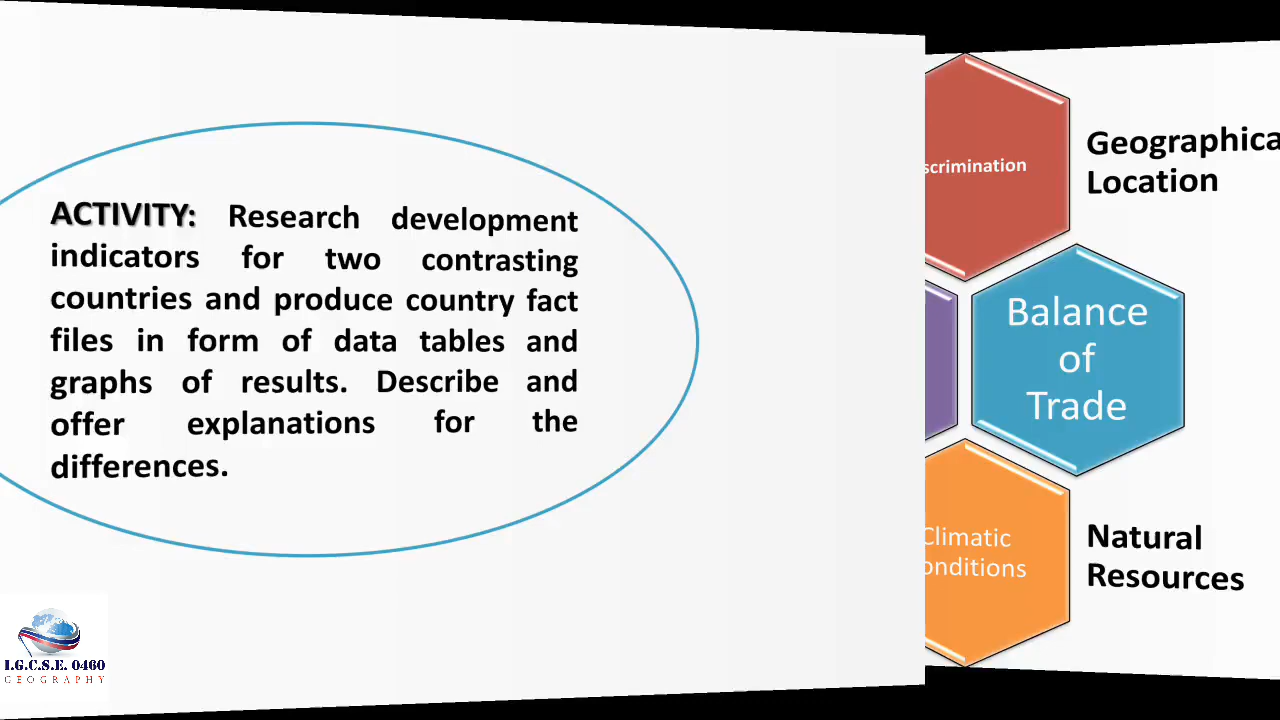 ACTIVITY: Research development
indicators for two contrasting
countries and produce country fact
files in form of data tables and
graphs of results. Describe and
offer explanations for the
differences.
I.G.C.S.E. 0460
GEOGRAPHY
scrimination
Geographica
Location
Balance
of
Trade
Climatic
onditions
Natural
Resources